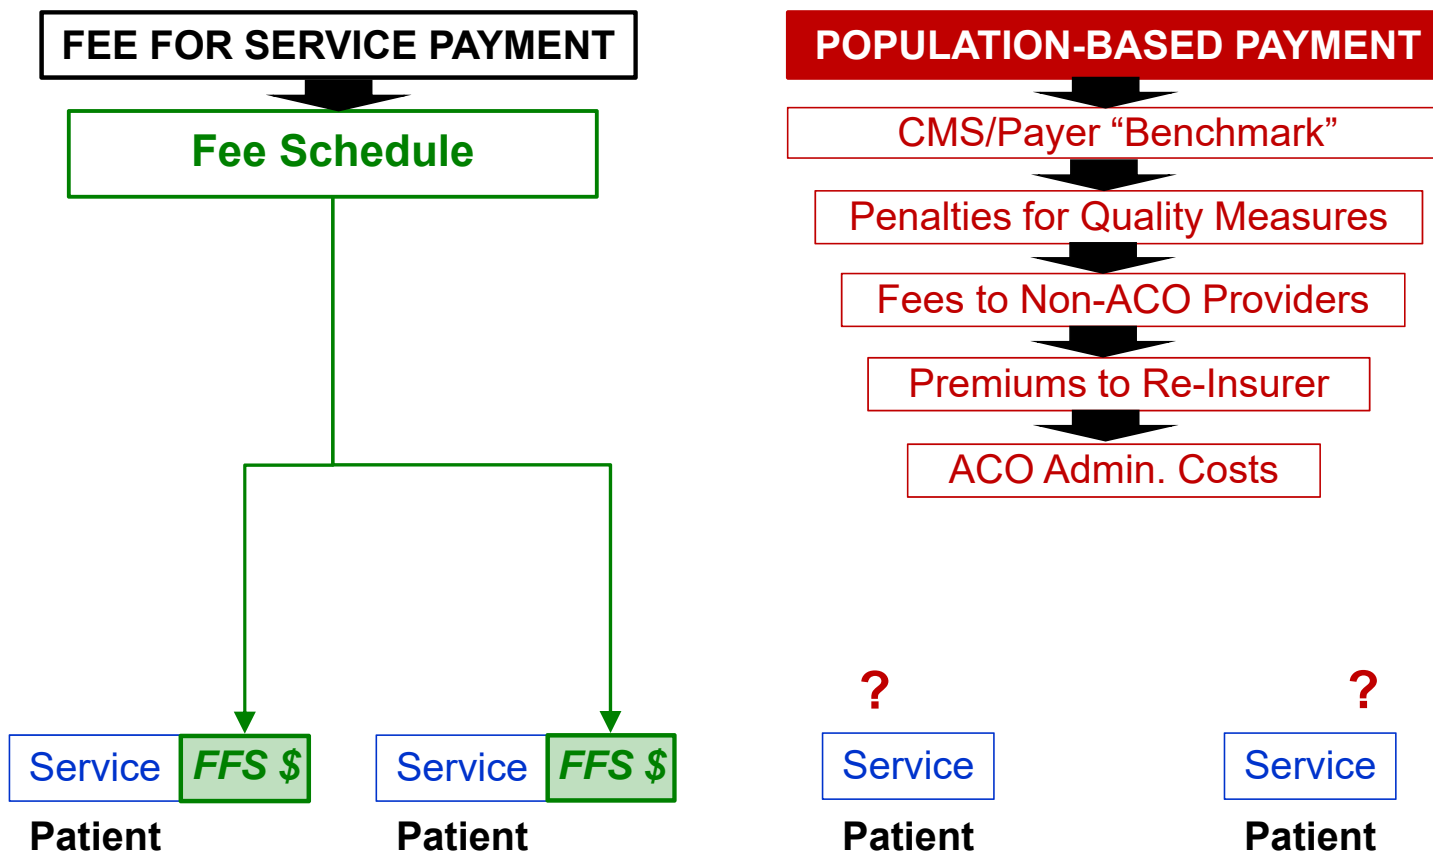 FEE FOR SERVICE PAYMENT
Fee Schedule
Service FFS $
Patient
Service FFS $
Patient
POPULATION-BASED PAYMENT
CMS/Payer “Benchmark”
Penalties for Quality Measures
Fees to Non-ACO Providers
Premiums to Re-Insurer
ACO Admin. Costs
?
Service
Patient
?
Service
Patient